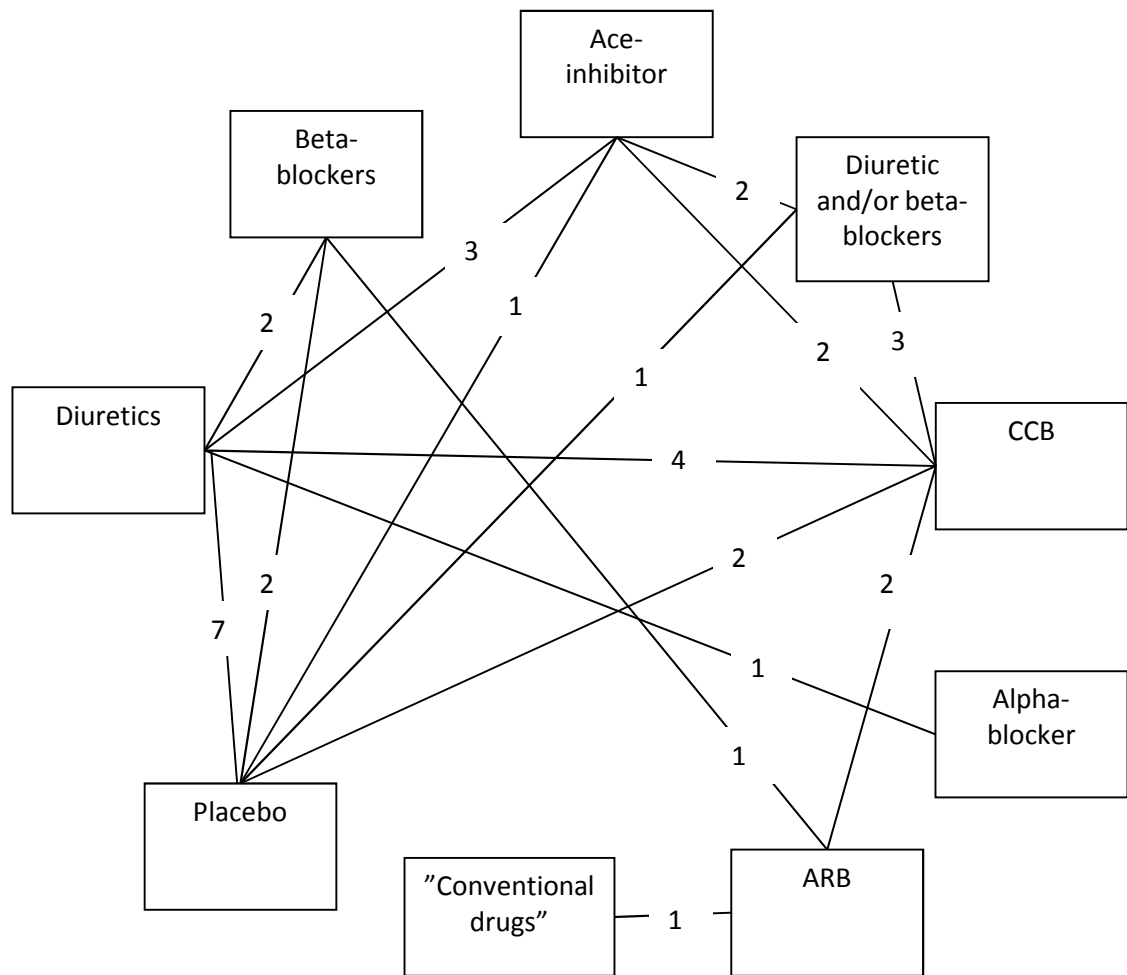 Ace-
inhibitor
Beta-
blockers
Diuretic
and/or beta-
blockers
2
3
1
2
2
3
1
Diuretics
CCB
4
2
2
2
7
1
Alpha-
blocker
1
Placebo
”Conventional
drugs”
1
ARB